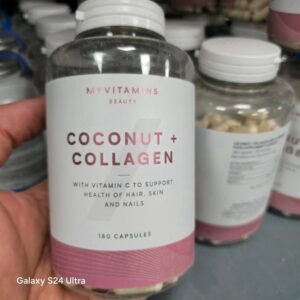 MYVITAMINS
BEAUTY
COCONUT +
COLLAGEN
WITH VITAMIN C TO SUPPORT
HEALTH OF HAIR, SKIN
AND NAILS
180 CAPSULES
Galaxy S24 Ultra